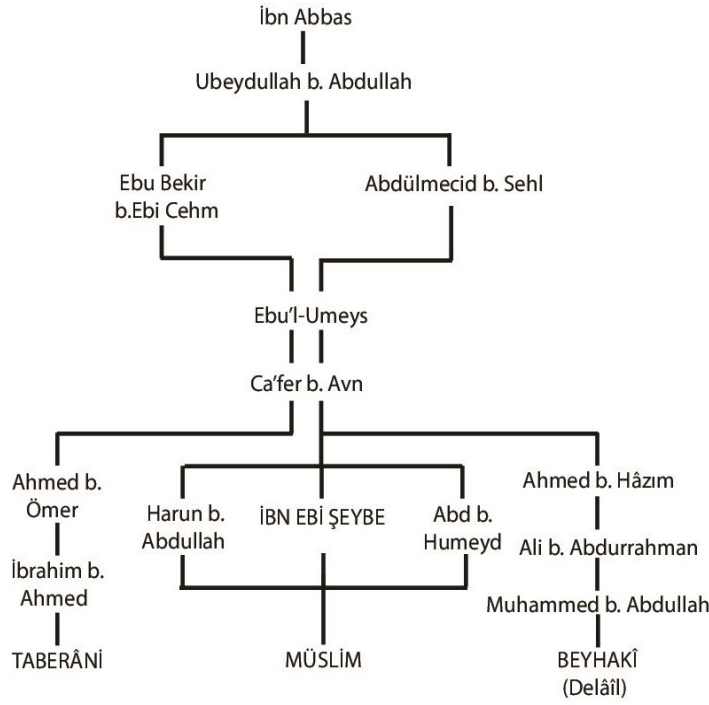 İbn Abbas
Ubeydullah b. Abdullah
Ebu Bekir
b.Ebi Cehm
Abdülmecid b. Sehl
Ebu’l-Umeys
Ca’fer b. Avn
Ahmed b.
Ömer
İbrahim b.
Ahmed
TABERÂNİ
Harun b.
Abdullah
İBN EBİ ŞEYBE
Abd b.
Humeyd
MÜSLİM
Ahmed b. Hâzım
Ali b. Abdurrahman
Muhammed b. Abdullah
BEYHAKÎ
(Delâîl)